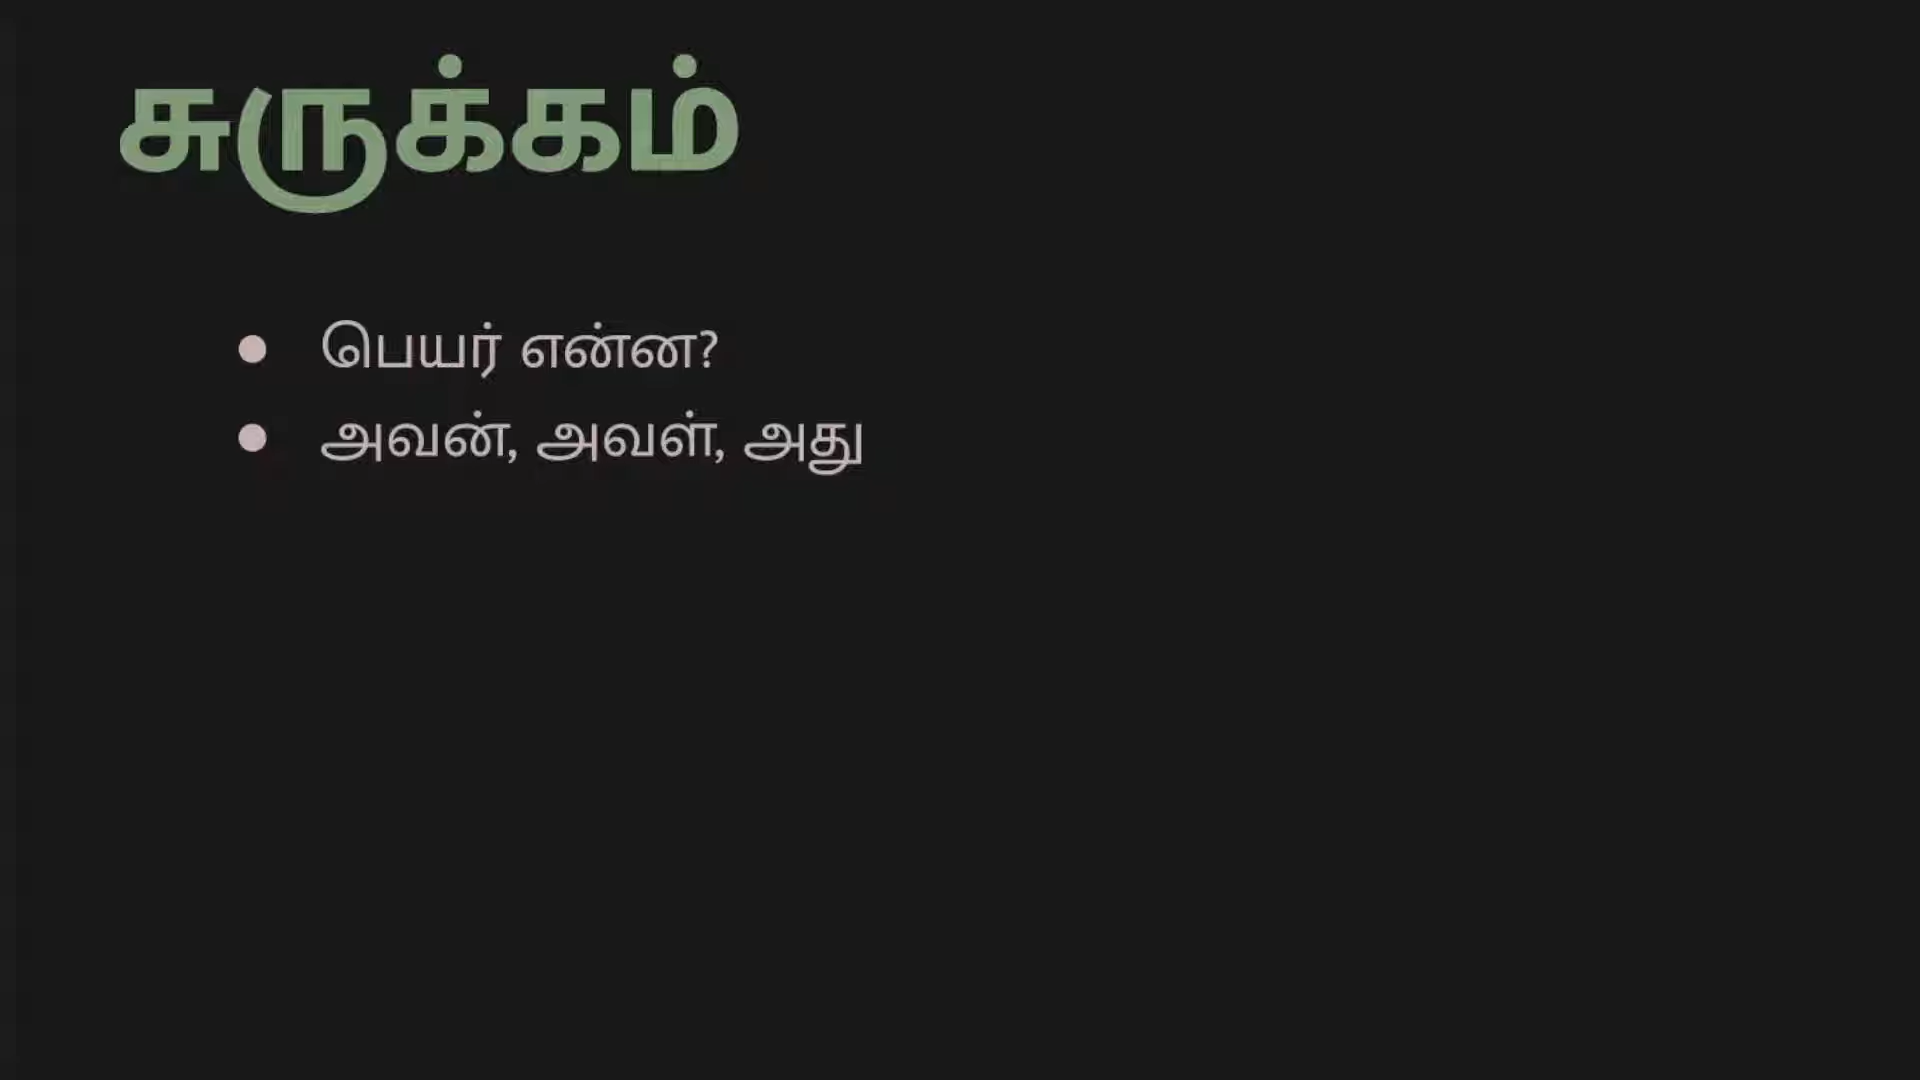 சுருக்கம்
● பெயர் என்ன?
● அவன், அவள், அது